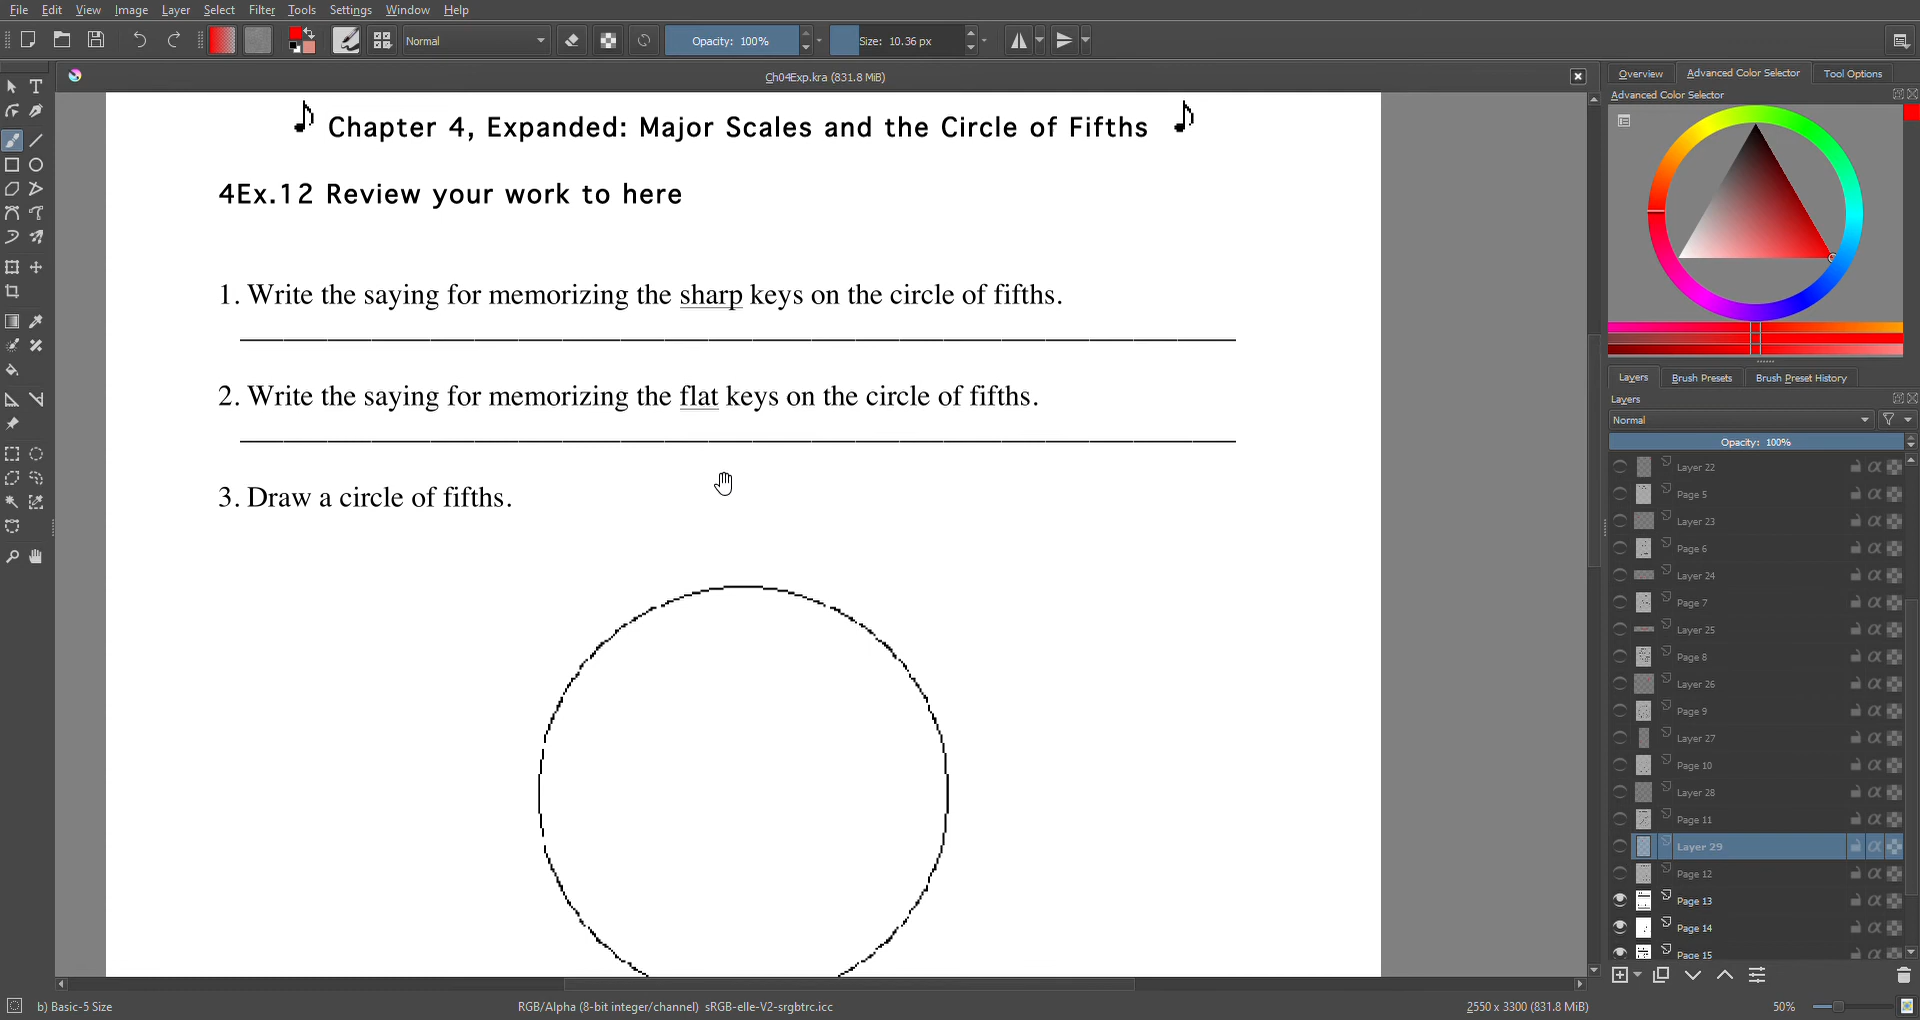 File Edit View Image Layer Select Filter Tools Settings Window Help
Normal Opacity: 100% Size: 10.36 px
Ch04Exp.kra (831.8 MiB)
Overview Advanced Color Selector Tool Options
Advanced Color Selector
Chapter 4, Expanded: Major Scales and the Circle of Fifths
4Ex.12 Review your work to here
1. Write the saying for memorizing the sharp keys on the circle of fifths.
2. Write the saying for memorizing the flat keys on the circle of fifths.
3. Draw a circle of fifths.
Layers Brush Presets Brush Preset History
Layers
Normal
Opacity: 100%
Layer 22
Page 5
Layer 23
Page 6
Layer 24
Page 7
Layer 25
Page 8
Layer 26
Page 9
Layer 27
Page 10
Layer 28
Page 11
Layer 29
Page 12
Page 13
Page 14
Page 15
b) Basic-5 Size RGB/Alpha (8-bit integer/channel) sRGB-elle-V2-srgbtrc.icc 2550 x 3300 (831.8 MiB) 50%